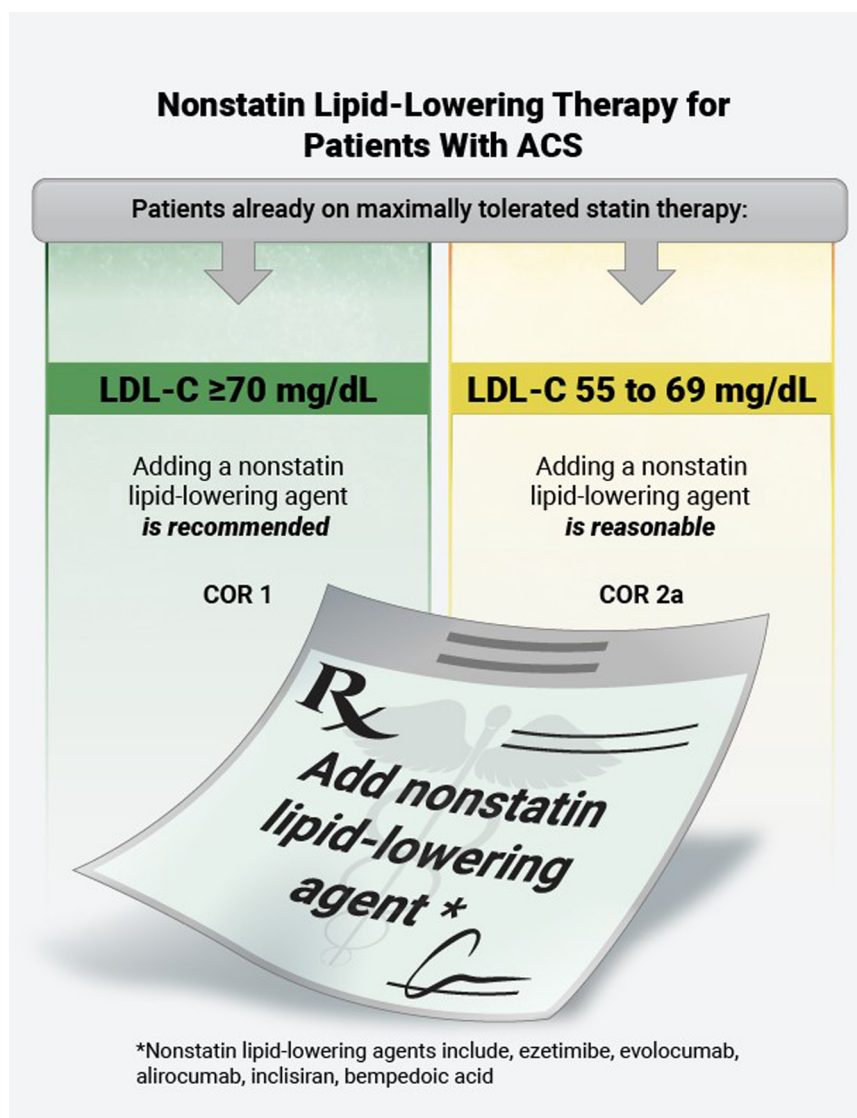 Nonstatin Lipid-Lowering Therapy for
Patients With ACS
Patients already on maximally tolerated statin therapy:
LDL-C ≥70 mg/dL
Adding a nonstatin
lipid-lowering agent
is recommended
COR 1
LDL-C 55 to 69 mg/dL
Adding a nonstatin
lipid-lowering agent
is reasonable
COR 2a
Rx
Add nonstatin
lipid-lowering
agent *
*Nonstatin lipid-lowering agents include, ezetimibe, evolocumab,
alirocumab, inclisiran, bempedoic acid